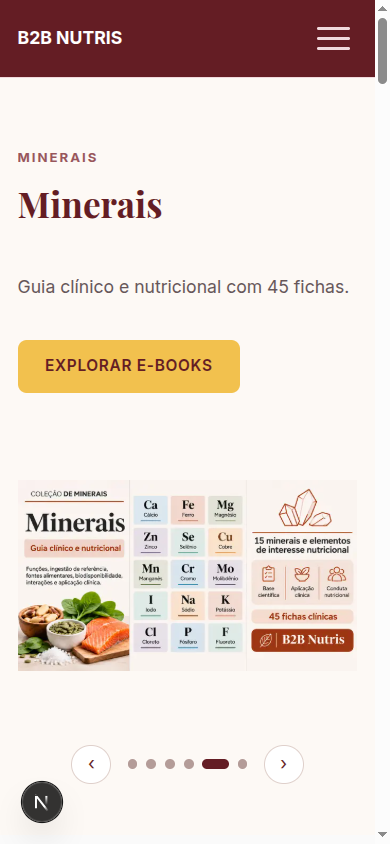 B2B NUTRIS
MINERAIS
Minerais
Guia clínico e nutricional com 45 fichas.
EXPLORAR E-BOOKS
COLEÇÃO DE MINERAIS
Minerais
Guia clínico e nutricional
Funções, ingestão de referência,
fontes alimentares, biodisponibilidade,
interações e aplicação clínica.
Ca Fe Mg
Cálcio Ferro Magnésio
Zn Se Cu
Zinco Selênio Cobre
Mn Cr Mo
Manganês Cromo Molibdênio
I Na K
Iodo Sódio Potássio
Cl P F
Cloreto Fósforo Fluoreto
15 minerais e elementos
de interesse nutricional
Base
científica
Aplicação
clínica
Conduta
nutricional
45 fichas clínicas
B2B Nutris
‹ ›
N